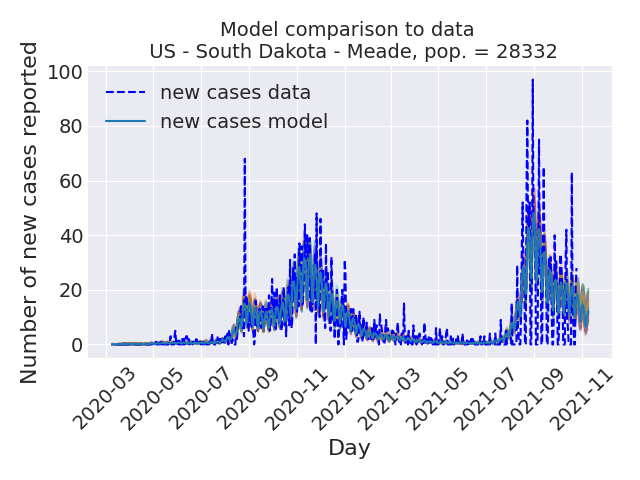 Model comparison to data
US - South Dakota - Meade, pop. = 28332
Number of new cases reported
100
80
60
40
20
0
new cases data
new cases model
2020-03
2020-05
2020-07
2020-09
2020-11
2021-01
2021-03
2021-05
2021-07
2021-09
2021-11
Day